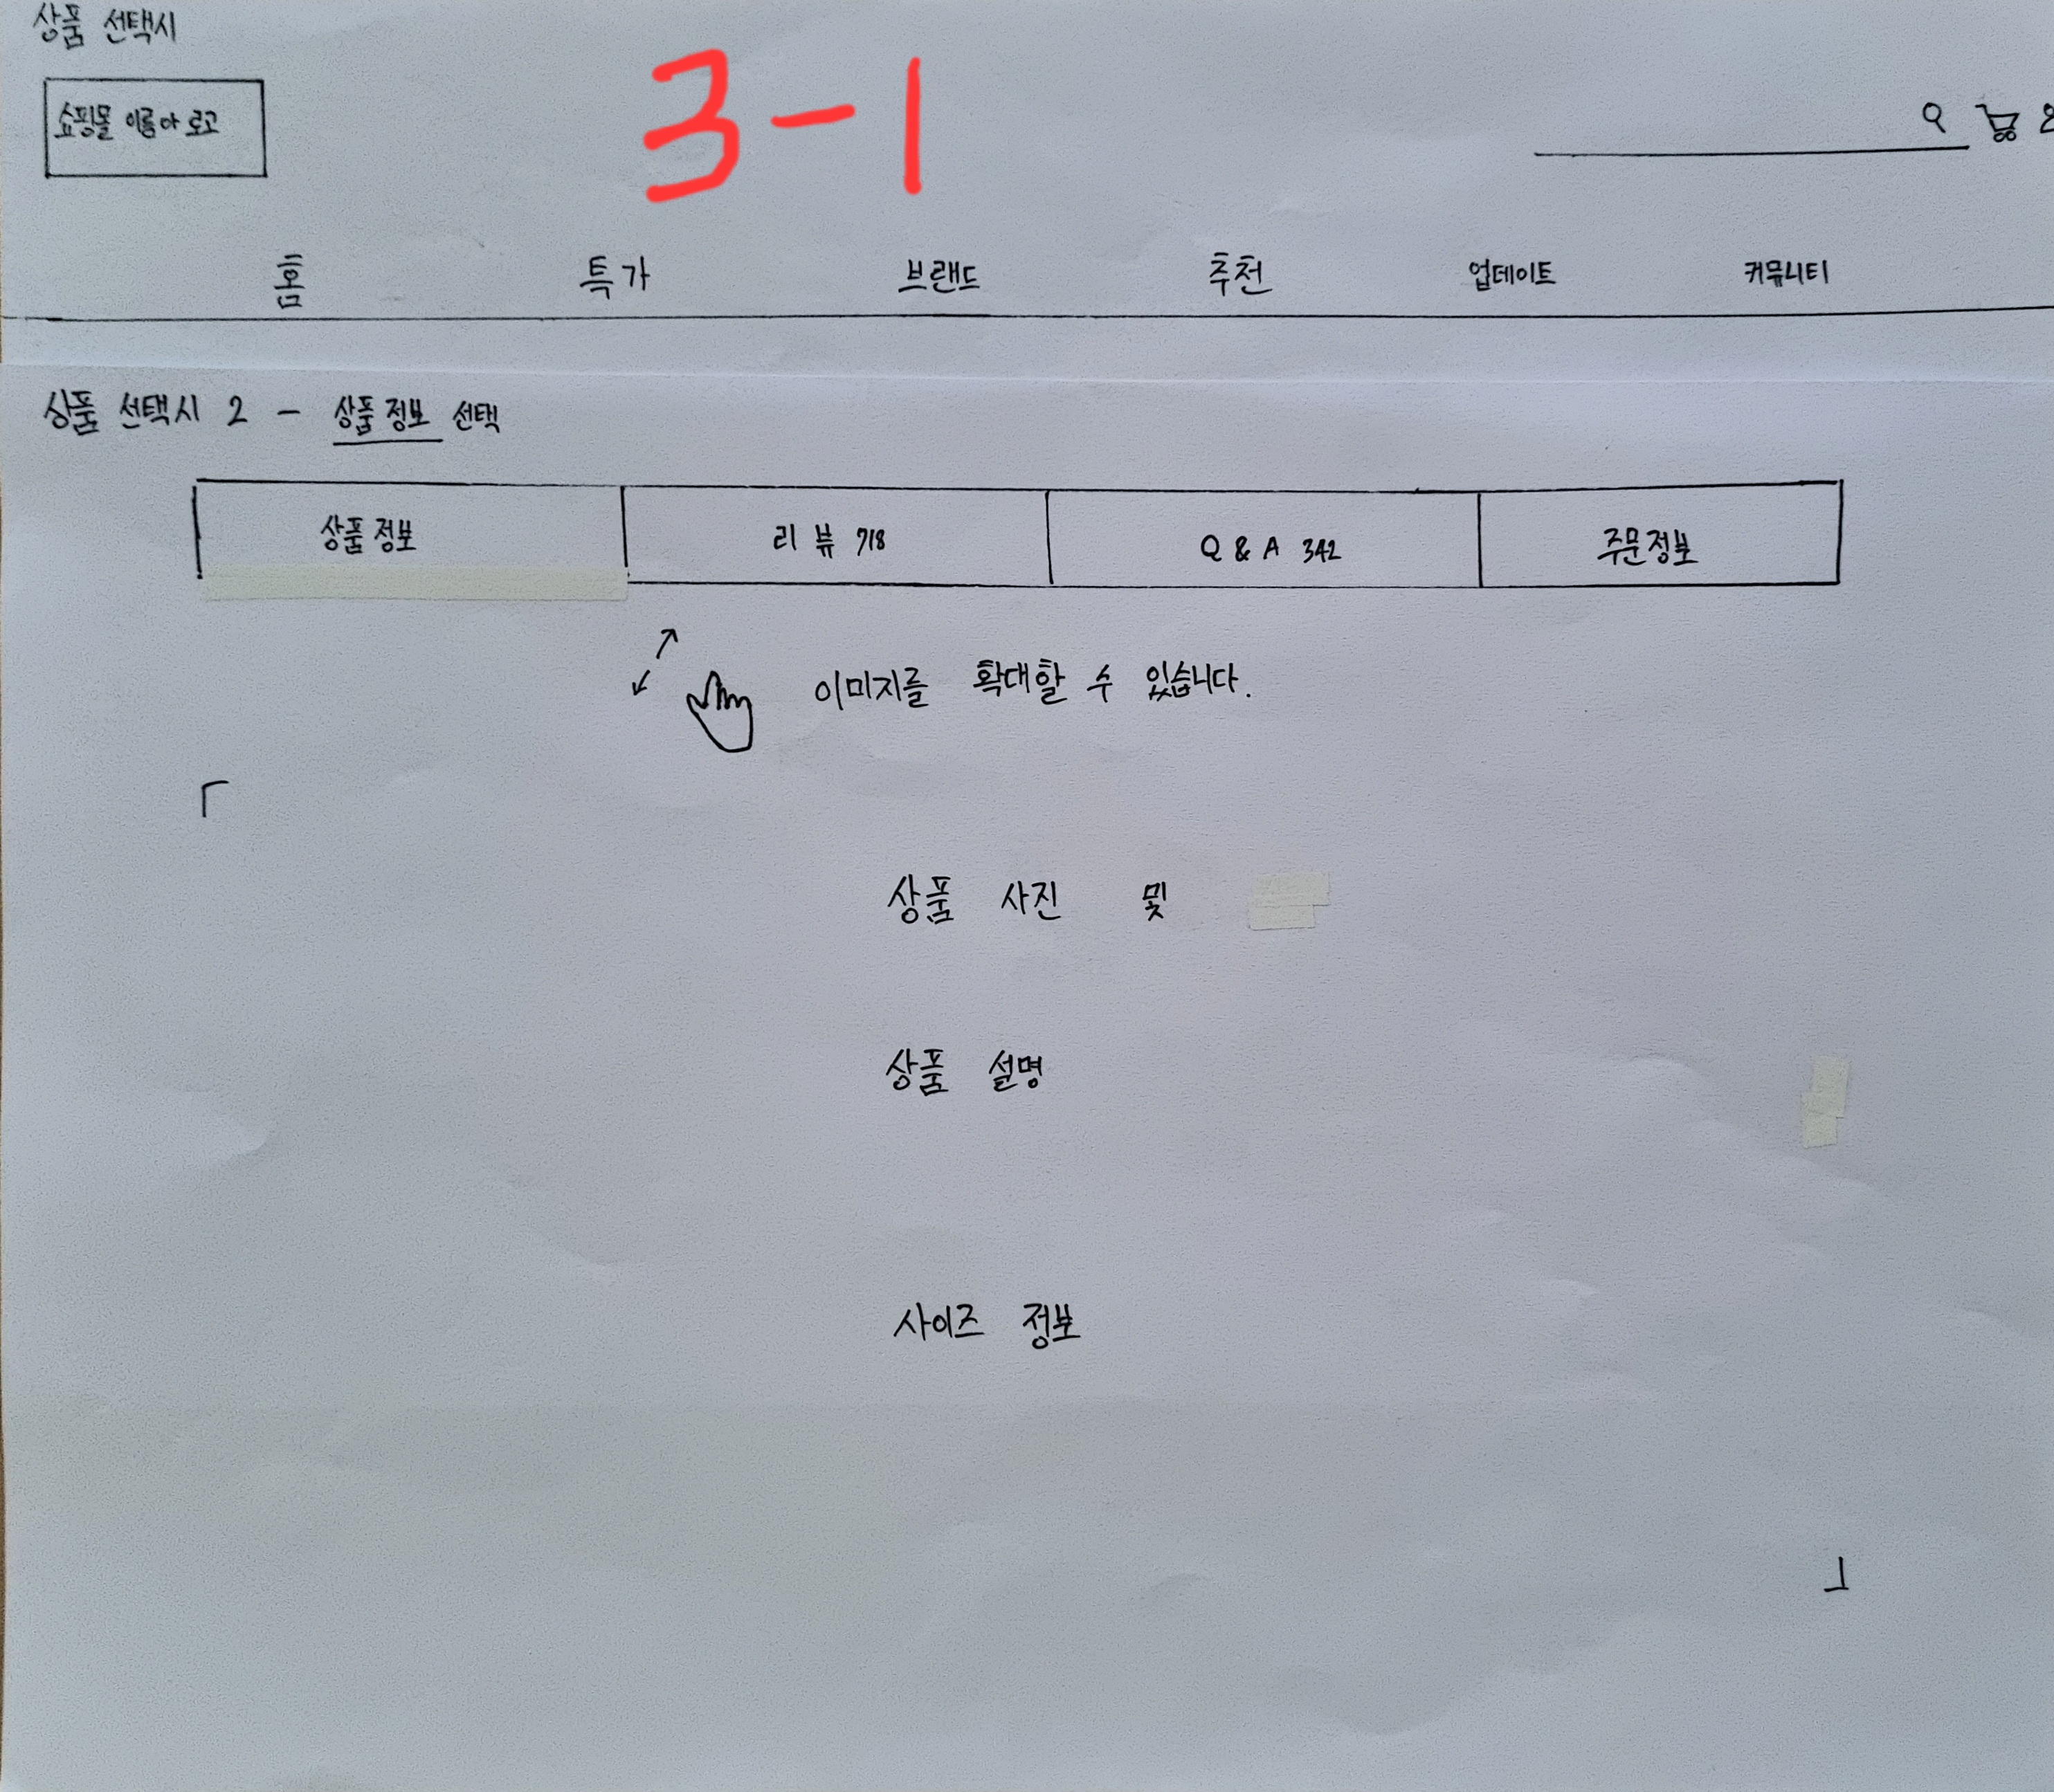 상품 선택시
3-1
쇼핑몰 이름아 로고
홈 특가 브랜드 추천 업데이트 커뮤니티
상품 선택시 2 - 상품정보 선택
상품정보 리뷰 718 Q & A 342 주문정보
이미지를 확대할 수 있습니다.
「
상품 사진 및
상품 설명
사이즈 정보
」